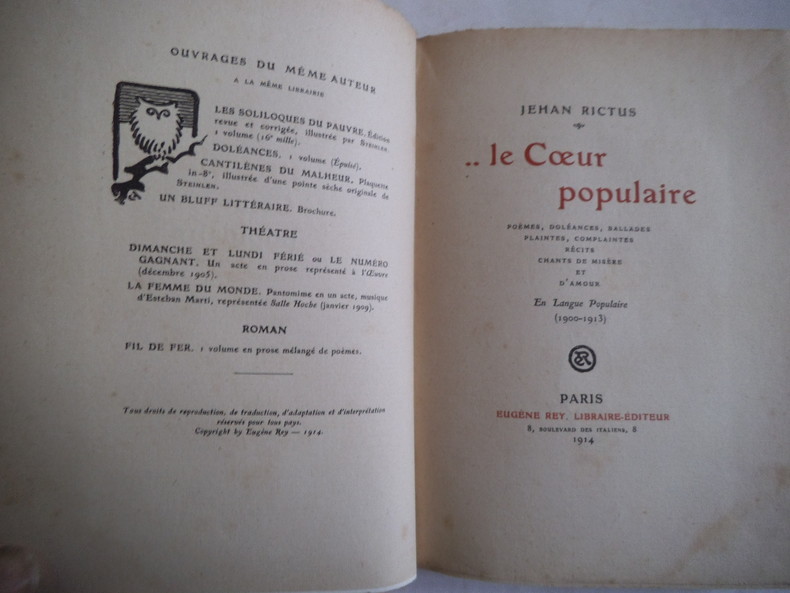 OUVRAGES DU MÊME AUTEUR
A LA MÊME LIBRAIRIE
LES SOLILOQUES DU PAUVRE. Édition
revue et corrigée, illustrée par STEINLEN.
1 volume (16e mille).
DOLÉANCES. 1 volume (Épuisé).
CANTILÈNES DU MALHEUR. Plaquette
in-8º, illustrée d'une pointe sèche originale de
STEINLEN.
UN BLUFF LITTÉRAIRE. Brochure.
THÉATRE
DIMANCHE ET LUNDI FÉRIÉ OU LE NUMÉRO
GAGNANT. Un acte en prose représenté à l'Œuvre
(décembre 1905).
LA FEMME DU MONDE. Pantomime en un acte, musique
d'Esteban Marti, représentée Salle Hoche (janvier 1909).
ROMAN
FIL DE FER. 1 volume en prose mélangé de poèmes.
Tous droits de reproduction, de traduction, d'adaptation et d'interprétation
réservés pour tous pays.
Copyright by Eugène Rey — 1914.
JEHAN RICTUS
.. le Cœur
populaire
POÈMES, DOLÉANCES, BALLADES
PLAINTES, COMPLAINTES
RÉCITS
CHANTS DE MISÈRE
ET
D'AMOUR
En Langue Populaire
(1900-1913)
PARIS
EUGÈNE REY, LIBRAIRE-ÉDITEUR
8, BOULEVARD DES ITALIENS, 8
1914